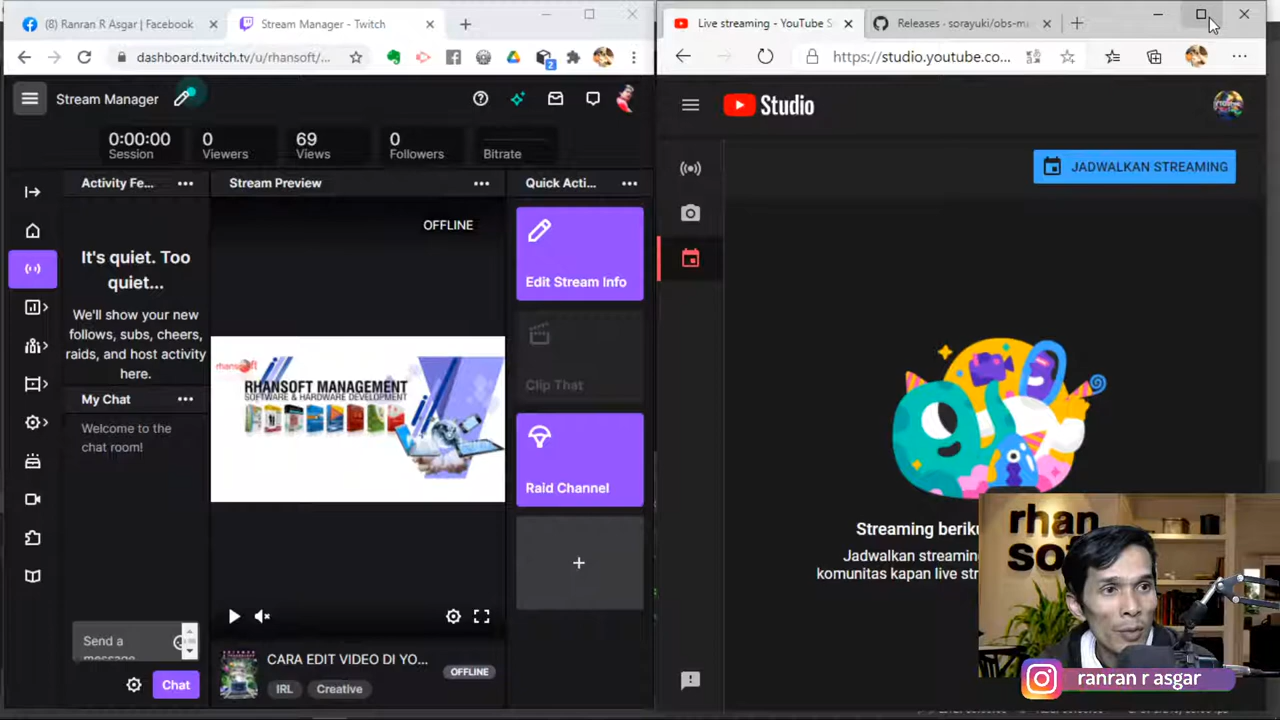 (8) Ranran R Asgar | Facebook
Stream Manager - Twitch
dashboard.twitch.tv/u/rhansoft/...
2
Stream Manager
0:00:00
Session
0
Viewers
69
Views
0
Followers
Bitrate
Activity Fe...
Stream Preview
Quick Acti...
OFFLINE
It's quiet. Too
quiet...
We'll show your new
follows, subs, cheers,
raids, and host activity
here.
My Chat
Welcome to the
chat room!
rhansoft
RHANSOFT MANAGEMENT
SOFTWARE & HARDWARE DEVELOPMENT
Edit Stream Info
Clip That
Raid Channel
Send a
message
Chat
CARA EDIT VIDEO DI YO...
OFFLINE
IRL
Creative
Live streaming - YouTube S
Releases - sorayuki/obs-mu
https://studio.youtube.co...
Studio
JADWALKAN STREAMING
Streaming beriku
Jadwalkan streaming
komunitas kapan live str
rhan
sof
ranran r asgar